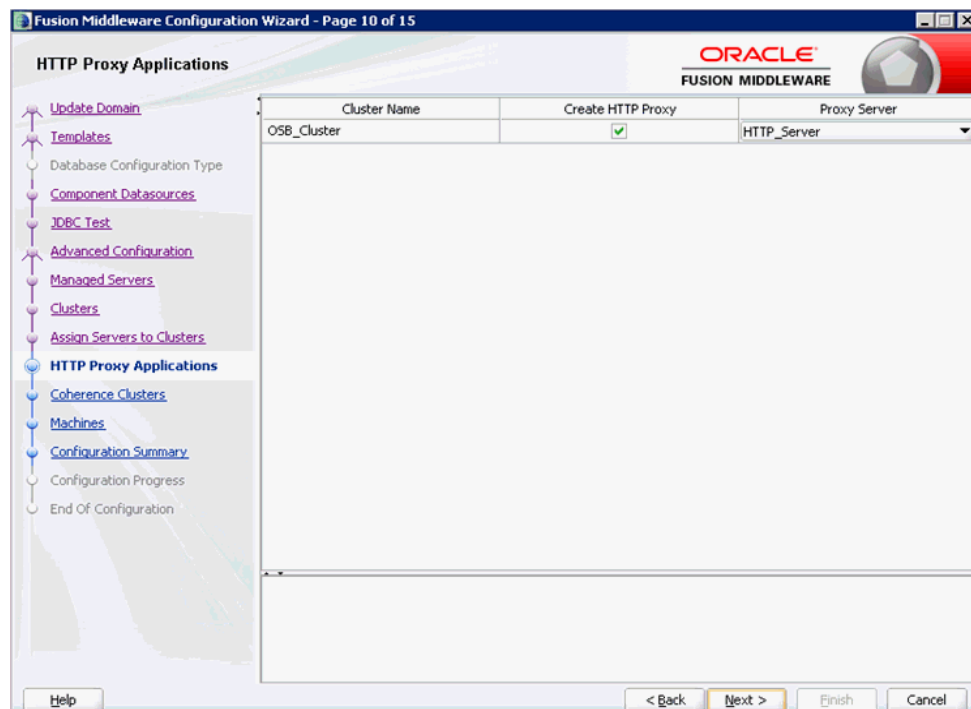 Fusion Middleware Configuration Wizard - Page 10 of 15
HTTP Proxy Applications
ORACLE
FUSION MIDDLEWARE
Update Domain
Templates
Database Configuration Type
Component Datasources
JDBC Test
Advanced Configuration
Managed Servers
Clusters
Assign Servers to Clusters
HTTP Proxy Applications
Coherence Clusters
Machines
Configuration Summary
Configuration Progress
End Of Configuration
Cluster Name Create HTTP Proxy Proxy Server
OSB_Cluster HTTP_Server
Help < Back Next > Finish Cancel